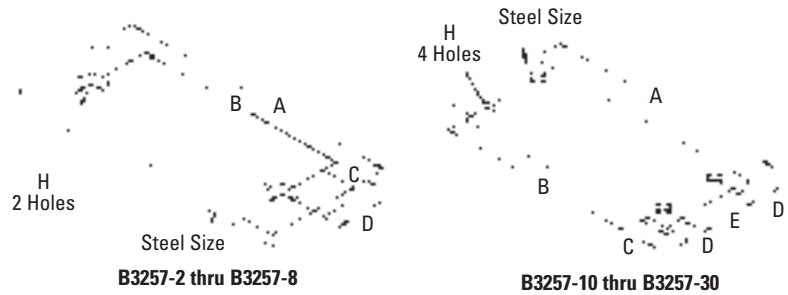 B A
C
D
H
2 Holes
Steel Size
B3257-2 thru B3257-8
Steel Size
H
4 Holes
A
B
C
D
E
D
B3257-10 thru B3257-30